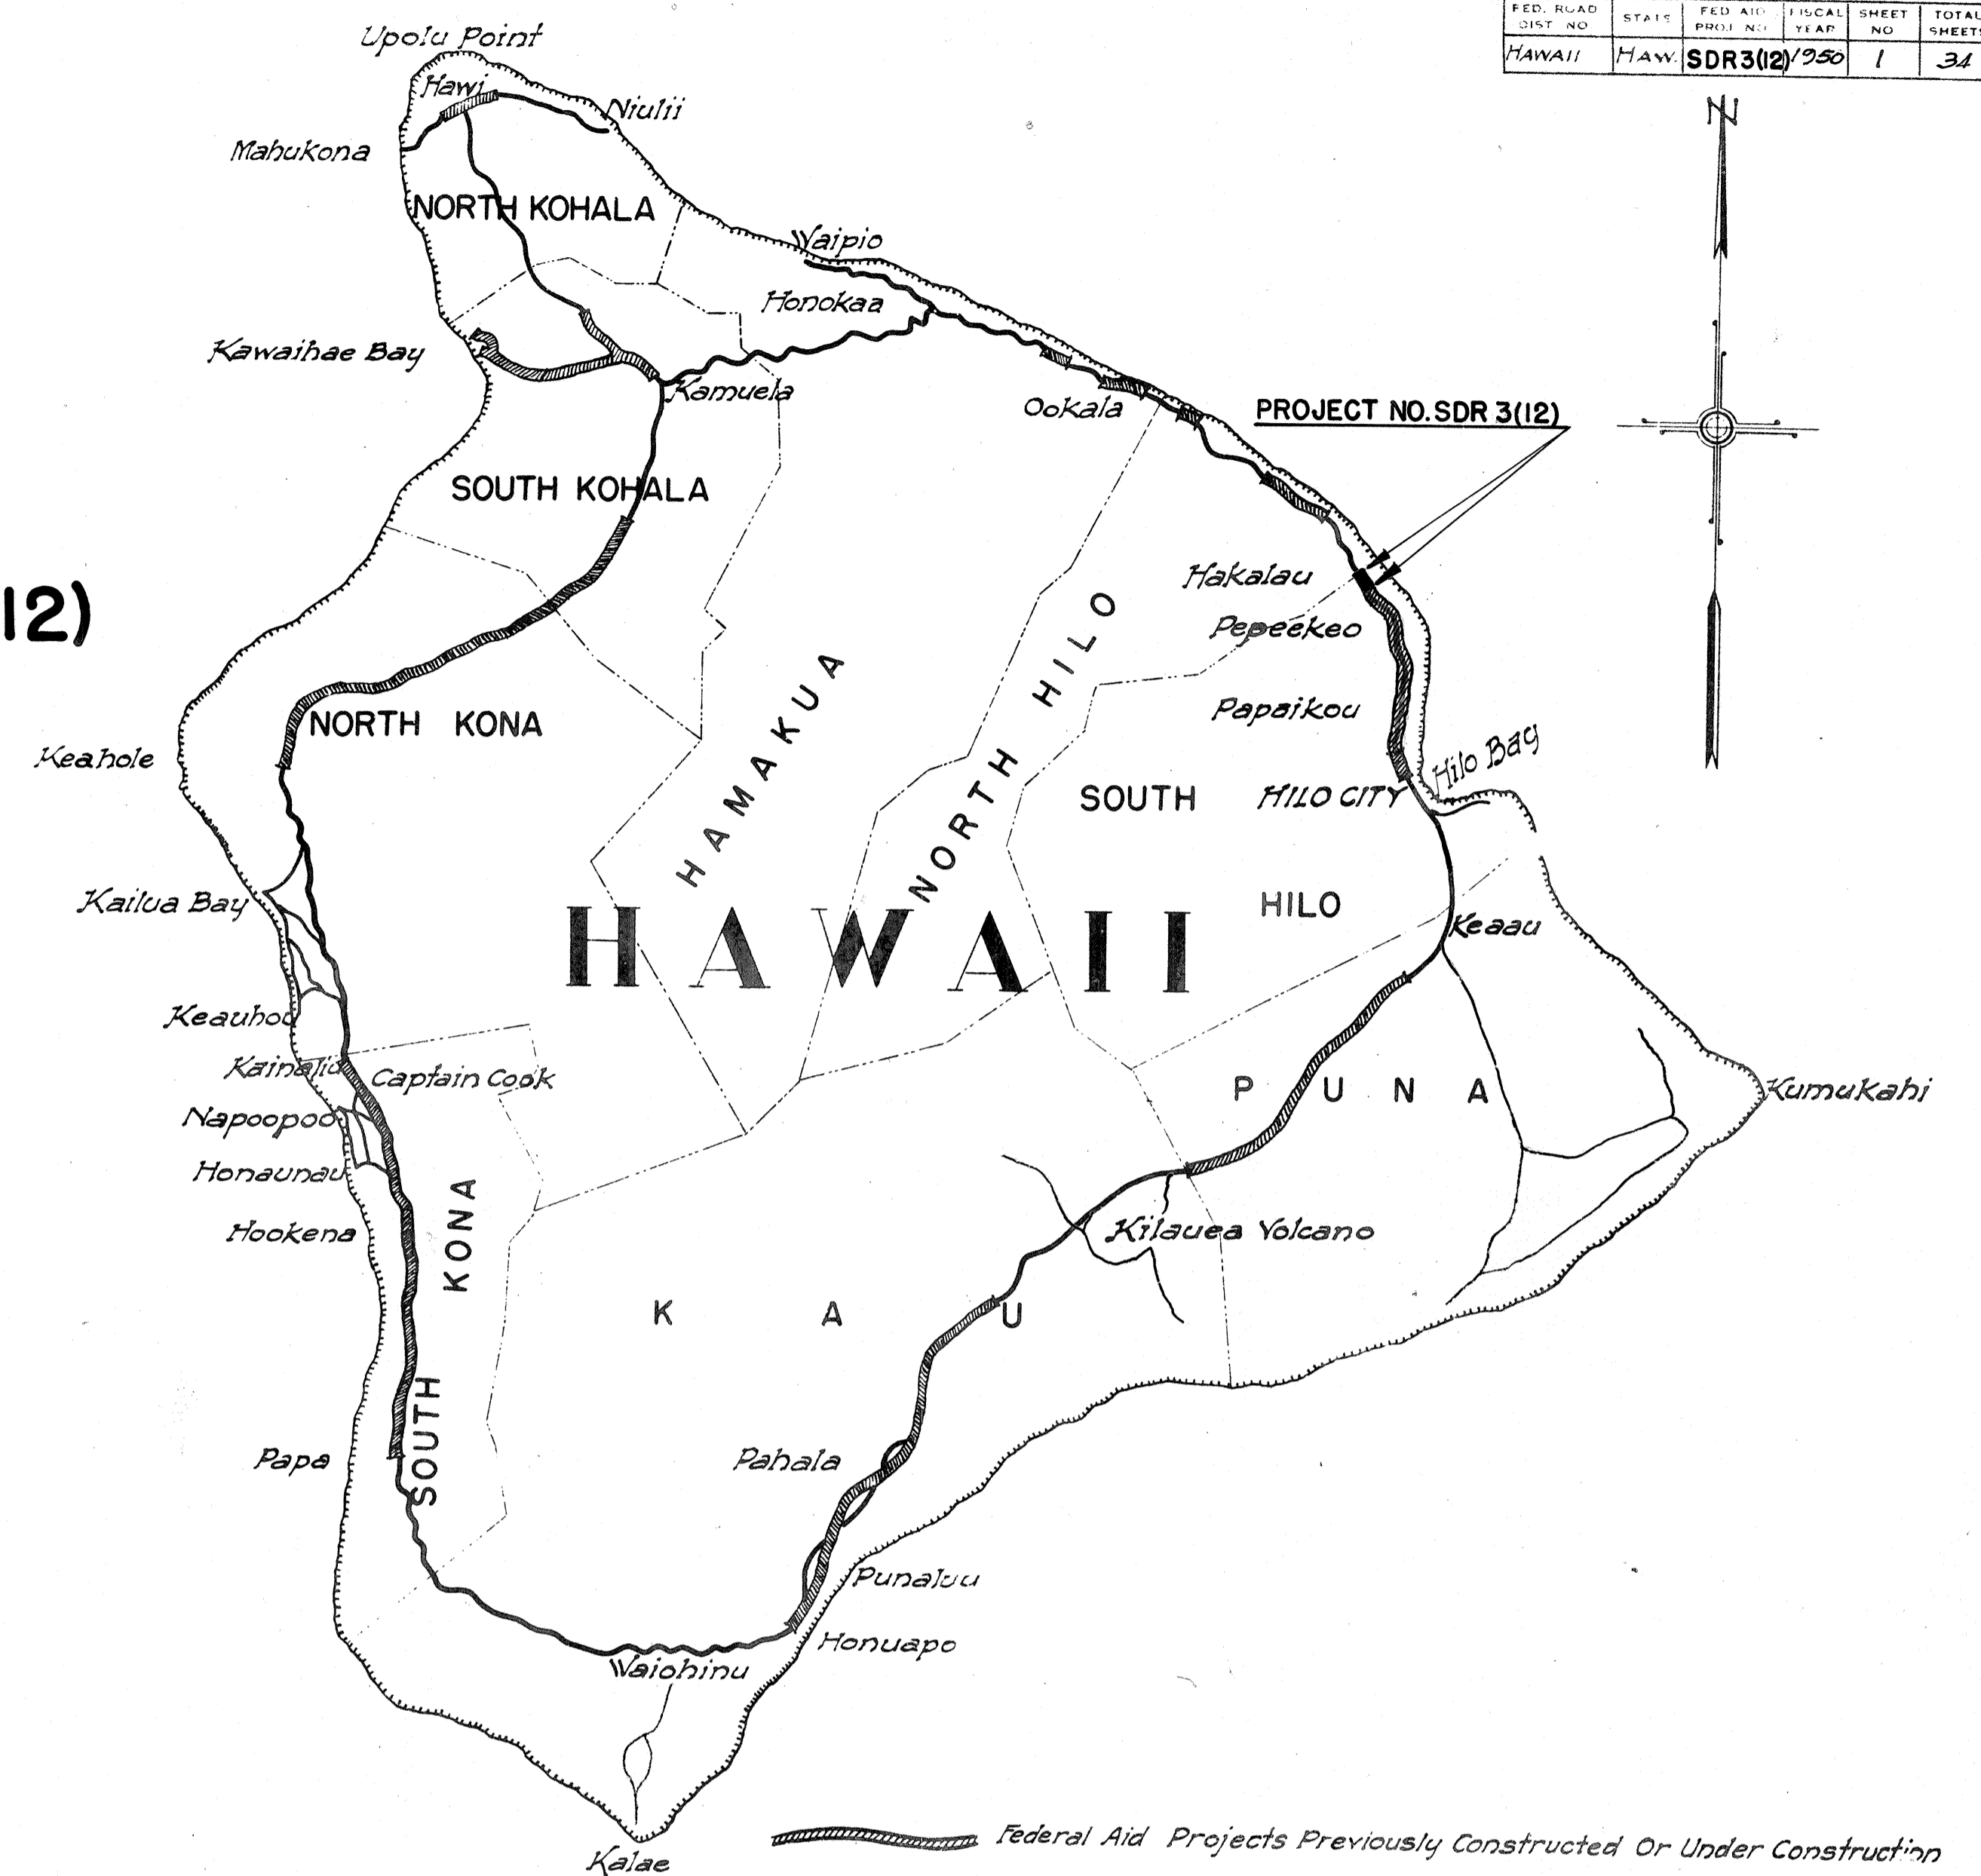 FED. ROAD DIST. NO. STATE FED. AID PROJ. NO. FISCAL YEAR SHEET NO. TOTAL SHEETS
HAWAII HAW. SDR 3(12) 1950 1 34
Upolu Point
Hawi
Niulii
Mahukona
N
NORTH KOHALA
Waipio
Honokaa
Kawaihae Bay
Kamuela
Ookala
PROJECT NO. SDR 3(12)
SOUTH KOHALA
Hakalau
12)
Pepeekeo
NORTH HILO
HAMAKUA
Papaikou
NORTH KONA
Keahole
Hilo Bay
SOUTH HILO CITY
Kailua Bay
HILO
Keaau
HAWAII
Keauhou
Kainaliu
Captain Cook
PUNA
Kumukahi
Napoopoo
Honaunau
Hookena
Kilauea Volcano
SOUTH KONA
KAU
Papa
Pahala
Punaluu
Honuapo
Waiohinu
Federal Aid Projects Previously Constructed Or Under Construction
Kalae